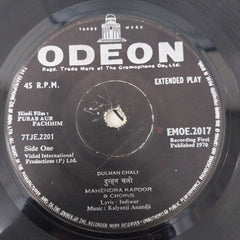 TRADE MARK
ODEON
Regd. Trade Mark of The Gramophone Co., Ltd.
45 R.P.M.
EXTENDED PLAY
Hindi Film :
PURAB AUR
PACHHIM
7TJE.2201
Side One
Vishal International
Productions (P) Ltd.
EMOE.2017
Recording First
Published 1970
DULHAN CHALI
दुल्हन चली
MAHENDRA KAPOOR
& CHORUS
Lyric : Indiwar
Music : Kalyanji Anandji